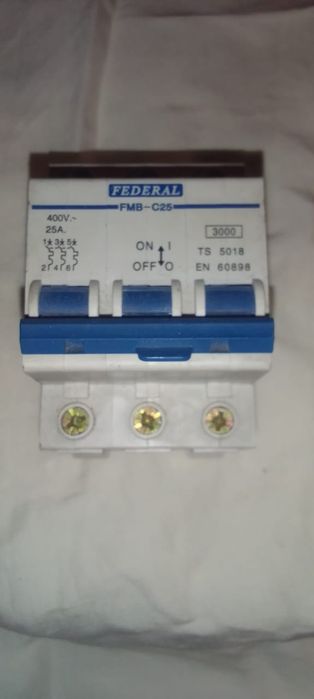 FEDERAL
FMB-C25
400V.~
25A.
1 3 5
2 4 6
ON I
OFF O
3000
TS 5018
EN 60898